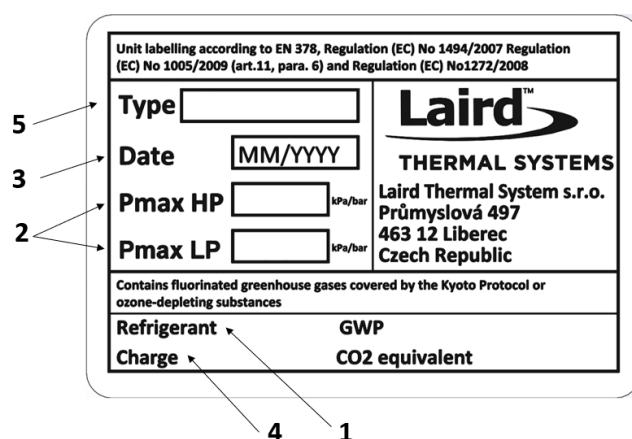 Unit labelling according to EN 378, Regulation (EC) No 1494/2007 Regulation
(EC) No 1005/2009 (art.11, para. 6) and Regulation (EC) No1272/2008
5
Type
3
Date MM/YYYY
2
Pmax HP kPa/bar
Pmax LP kPa/bar
Laird™
THERMAL SYSTEMS
Laird Thermal System s.r.o.
Průmyslová 497
463 12 Liberec
Czech Republic
Contains fluorinated greenhouse gases covered by the Kyoto Protocol or
ozone-depleting substances
Refrigerant GWP
Charge CO2 equivalent
4 1